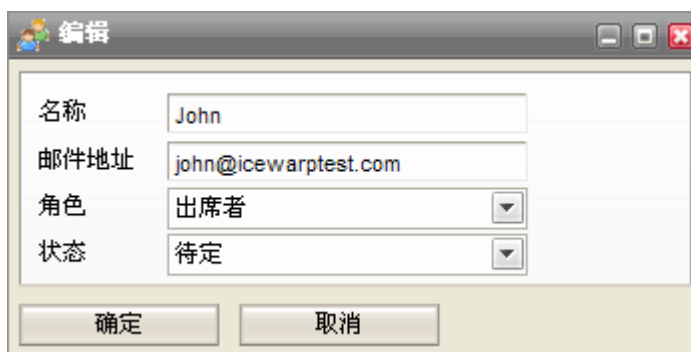 编辑
名称 John
邮件地址 john@icewarptest.com
角色 出席者
状态 待定
确定 取消